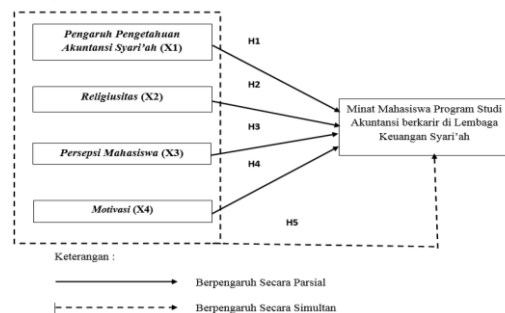 Pengaruh Pengetahuan
Akuntansi Syari'ah (X1)
H1
Religiusitas (X2)
H2
Minat Mahasiswa Program Studi
Akuntansi berkarir di Lembaga
Keuangan Syari'ah
H3
Persepsi Mahasiswa (X3)
H4
Motivasi (X4)
H5
Keterangan :
Berpengaruh Secara Parsial
Berpengaruh Secara Simultan